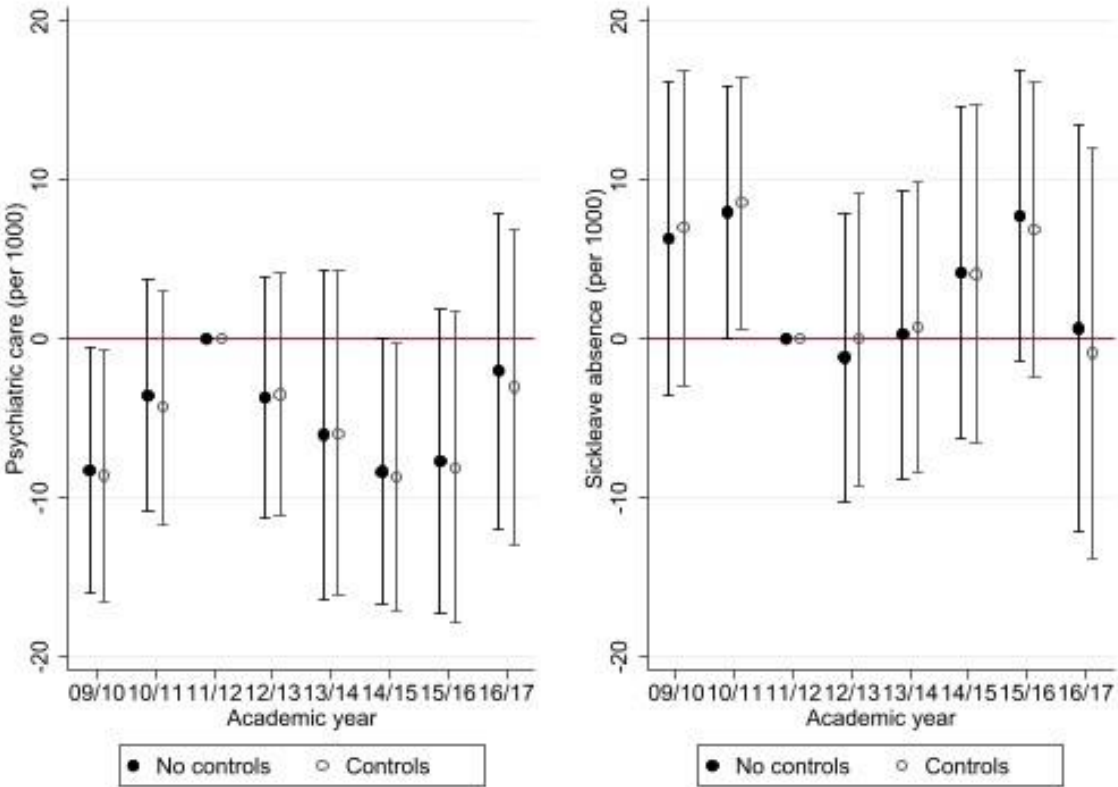 20
10
0
-10
-20
Psychiatric care (per 1000)
09/10 10/11 11/12 12/13 13/14 14/15 15/16 16/17
Academic year
No controls Controls
20
10
0
-10
-20
Sickleave absence (per 1000)
09/10 10/11 11/12 12/13 13/14 14/15 15/16 16/17
Academic year
No controls Controls